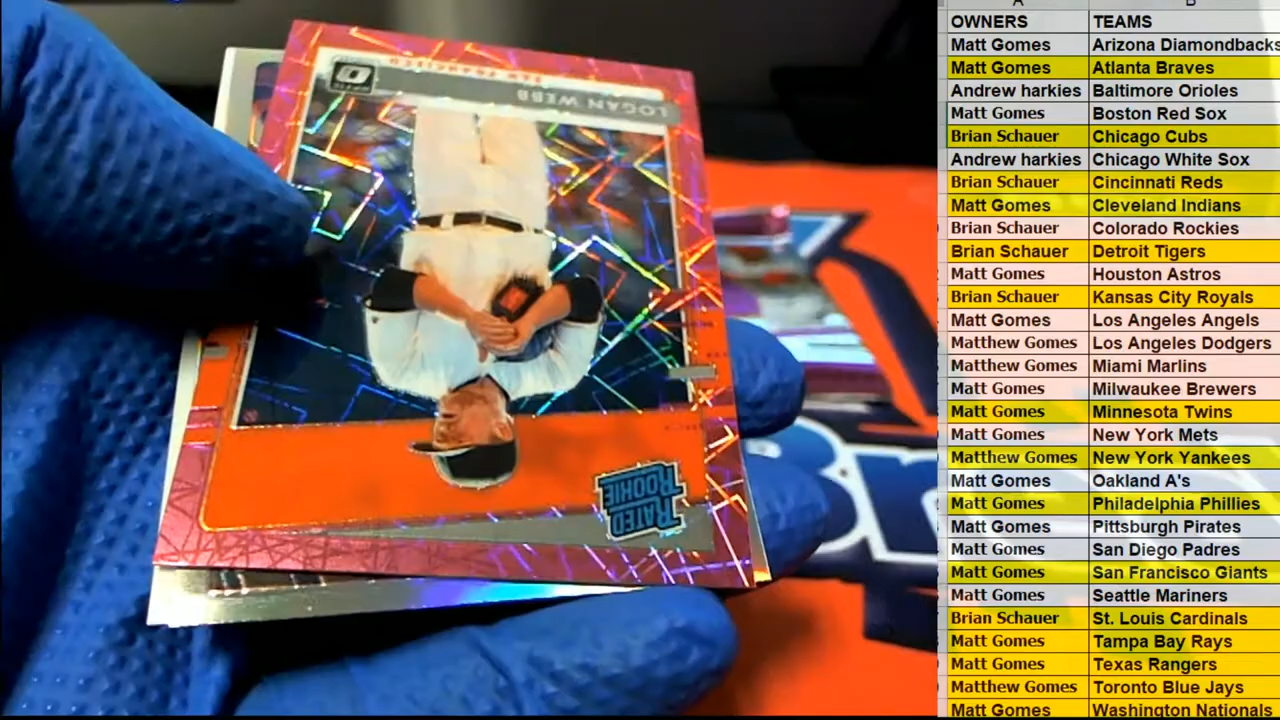 SAN FRANCISCO
LOGAN WEBB
RATED
ROOKIE
A B
OWNERS TEAMS
Matt Gomes Arizona Diamondbacks
Matt Gomes Atlanta Braves
Andrew harkies Baltimore Orioles
Matt Gomes Boston Red Sox
Brian Schauer Chicago Cubs
Andrew harkies Chicago White Sox
Brian Schauer Cincinnati Reds
Matt Gomes Cleveland Indians
Brian Schauer Colorado Rockies
Brian Schauer Detroit Tigers
Matt Gomes Houston Astros
Brian Schauer Kansas City Royals
Matt Gomes Los Angeles Angels
Matthew Gomes Los Angeles Dodgers
Matthew Gomes Miami Marlins
Matt Gomes Milwaukee Brewers
Matt Gomes Minnesota Twins
Matt Gomes New York Mets
Matthew Gomes New York Yankees
Matt Gomes Oakland A's
Matt Gomes Philadelphia Phillies
Matt Gomes Pittsburgh Pirates
Matt Gomes San Diego Padres
Matt Gomes San Francisco Giants
Matt Gomes Seattle Mariners
Brian Schauer St. Louis Cardinals
Matt Gomes Tampa Bay Rays
Matt Gomes Texas Rangers
Matthew Gomes Toronto Blue Jays
Matt Gomes Washington Nationals